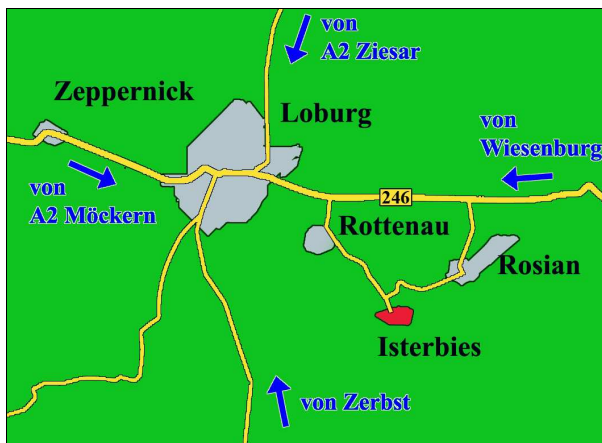 von
A2 Ziesar
Zeppernick
Loburg
von
Wiesenburg
von
A2 Möckern
246
Rottenau
Rosian
Isterbies
von Zerbst